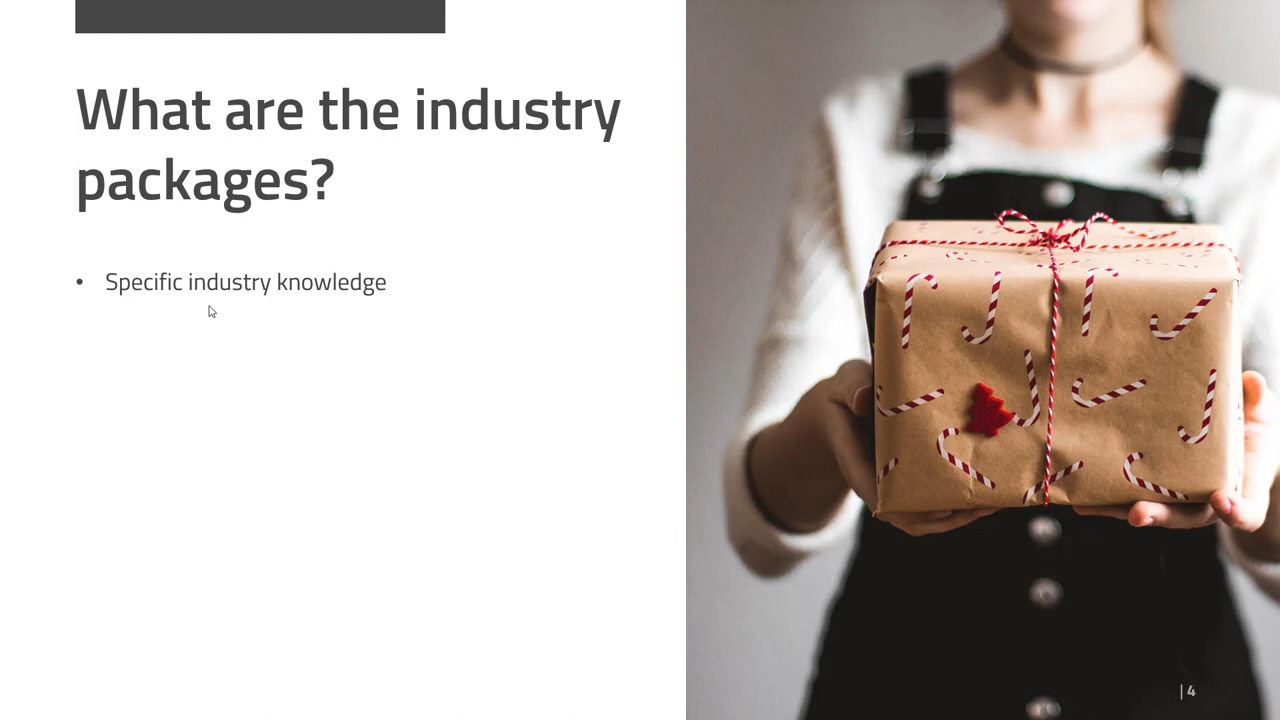 What are the industry
packages?
• Specific industry knowledge
| 4